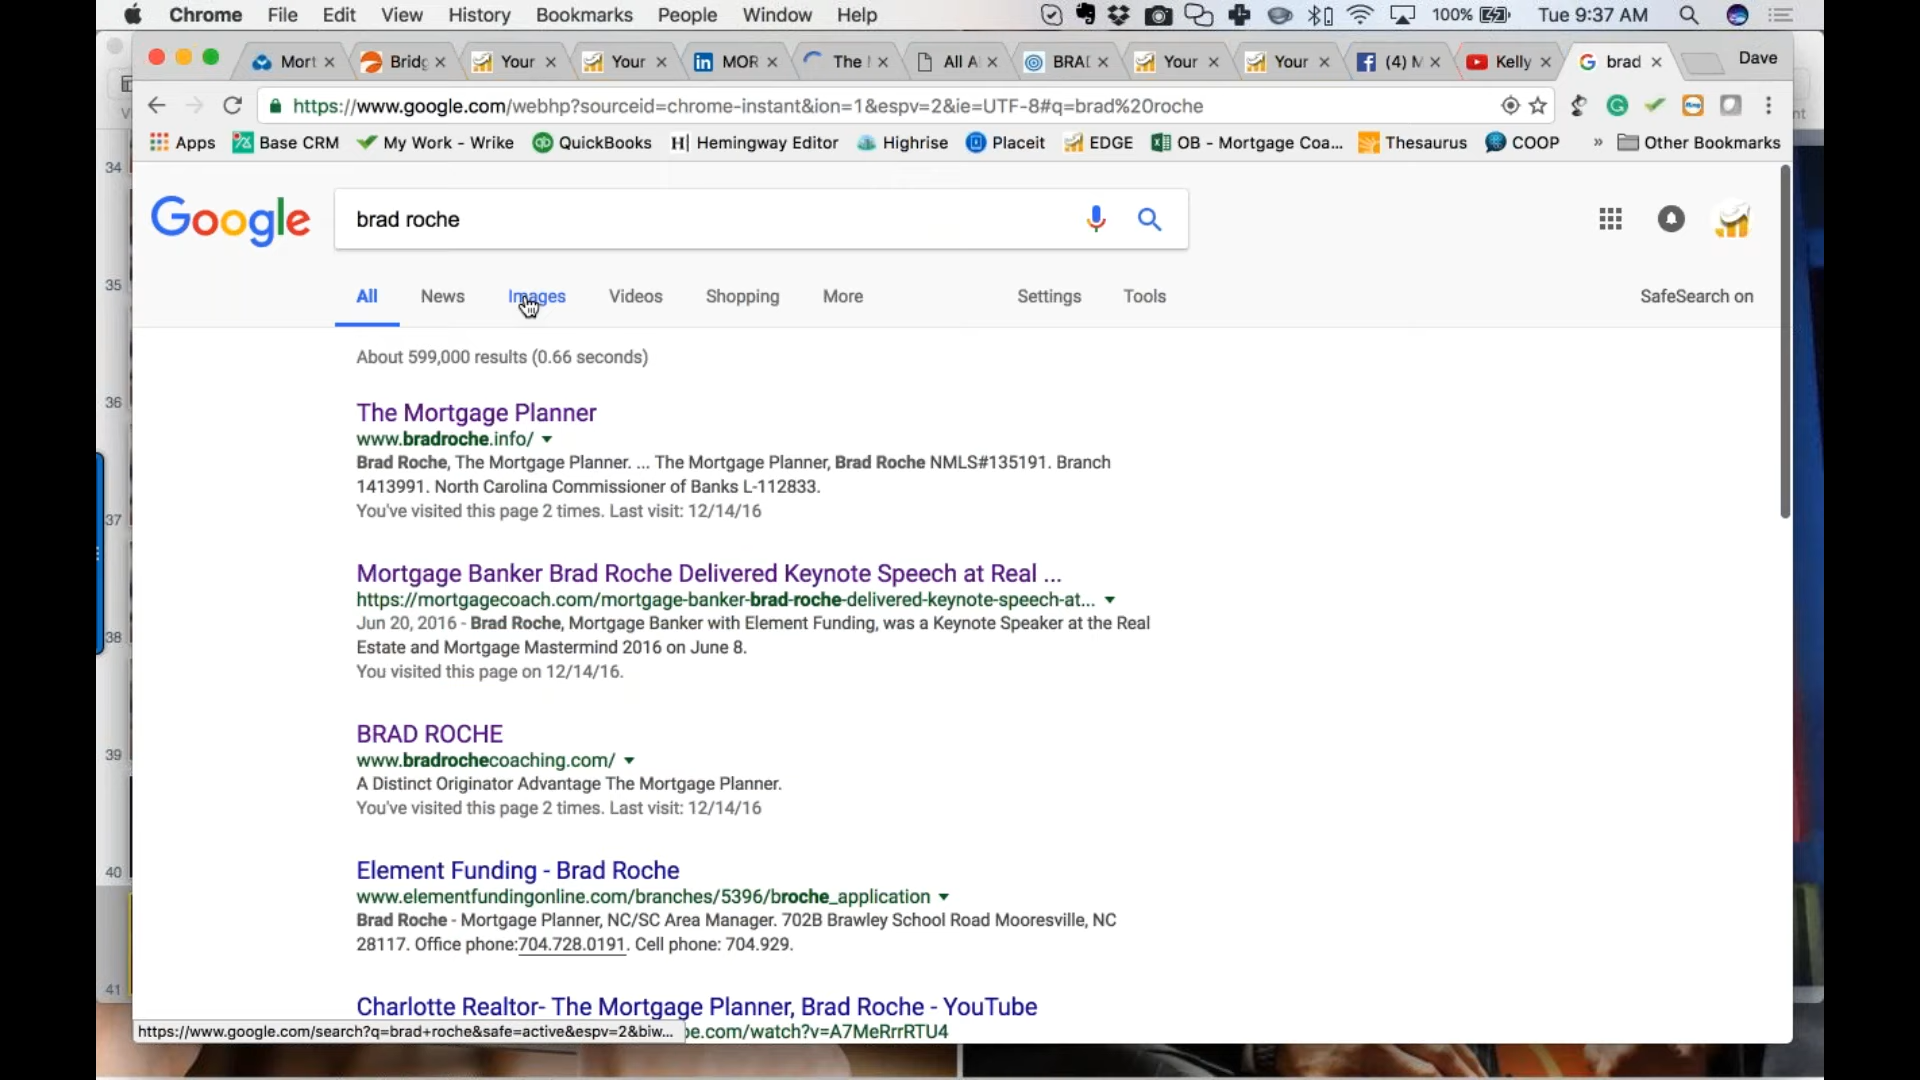 Chrome File Edit View History Bookmarks People Window Help 100% Tue 9:37 AM
Mort Bridg Your Your MOR The All A BRAD Your Your (4) M Kelly brad Dave
https://www.google.com/webhp?sourceid=chrome-instant&ion=1&espv=2&ie=UTF-8#q=brad%20roche
Apps Base CRM My Work - Wrike QuickBooks Hemingway Editor Highrise Placeit EDGE OB - Mortgage Coa... Thesaurus COOP » Other Bookmarks
34
Google brad roche
35
All News Images Videos Shopping More Settings Tools SafeSearch on
About 599,000 results (0.66 seconds)
36
The Mortgage Planner
www.bradroche.info/
Brad Roche, The Mortgage Planner. ... The Mortgage Planner, Brad Roche NMLS#135191. Branch
1413991. North Carolina Commissioner of Banks L-112833.
You've visited this page 2 times. Last visit: 12/14/16
37
Mortgage Banker Brad Roche Delivered Keynote Speech at Real ...
https://mortgagecoach.com/mortgage-banker-brad-roche-delivered-keynote-speech-at...
Jun 20, 2016 - Brad Roche, Mortgage Banker with Element Funding, was a Keynote Speaker at the Real
38
Estate and Mortgage Mastermind 2016 on June 8.
You visited this page on 12/14/16.
BRAD ROCHE
39
www.bradrochecoaching.com/
A Distinct Originator Advantage The Mortgage Planner.
You've visited this page 2 times. Last visit: 12/14/16
40
Element Funding - Brad Roche
www.elementfundingonline.com/branches/5396/broche_application
Brad Roche - Mortgage Planner, NC/SC Area Manager. 702B Brawley School Road Mooresville, NC
28117. Office phone:704.728.0191. Cell phone: 704.929.
41
Charlotte Realtor- The Mortgage Planner, Brad Roche - YouTube
https://www.google.com/search?q=brad+roche&safe=active&espv=2&biw... be.com/watch?v=A7MeRrrRTU4